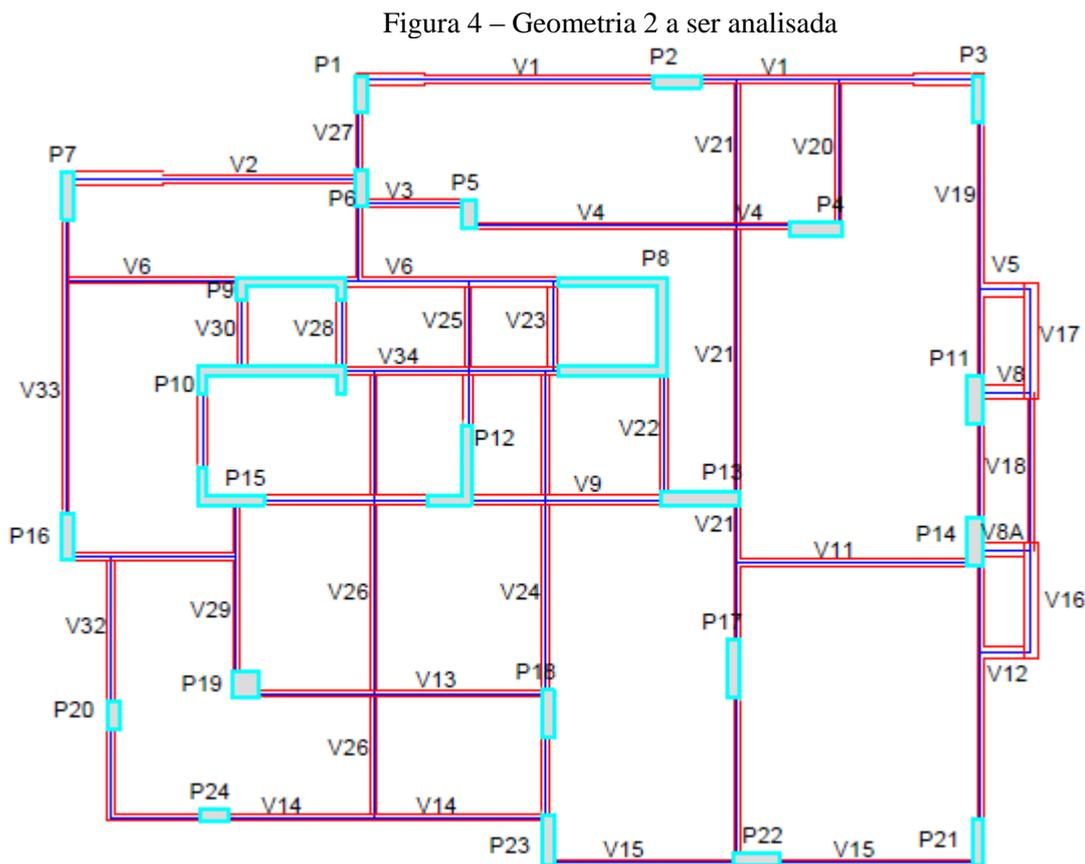 Figura 4 – Geometria 2 a ser analisada
P1 V1 P2 V1 P3
V27 V21 V20
P7 V2
P6 V3 P5 V19
V4 V4 P4
V6 V6 P8 V5
P9
V30 V28 V25 V23 V17
V34 V21
P10 P11 V8
V33
P12 V22
P15 V9 P13 V18
P16 V21 P14 V8A
V11
V29 V26 V24 V16
V32 P17
P19 V13 P18 V12
P20
V26
P24 V14 V14
P23 V15 P22 V15 P21